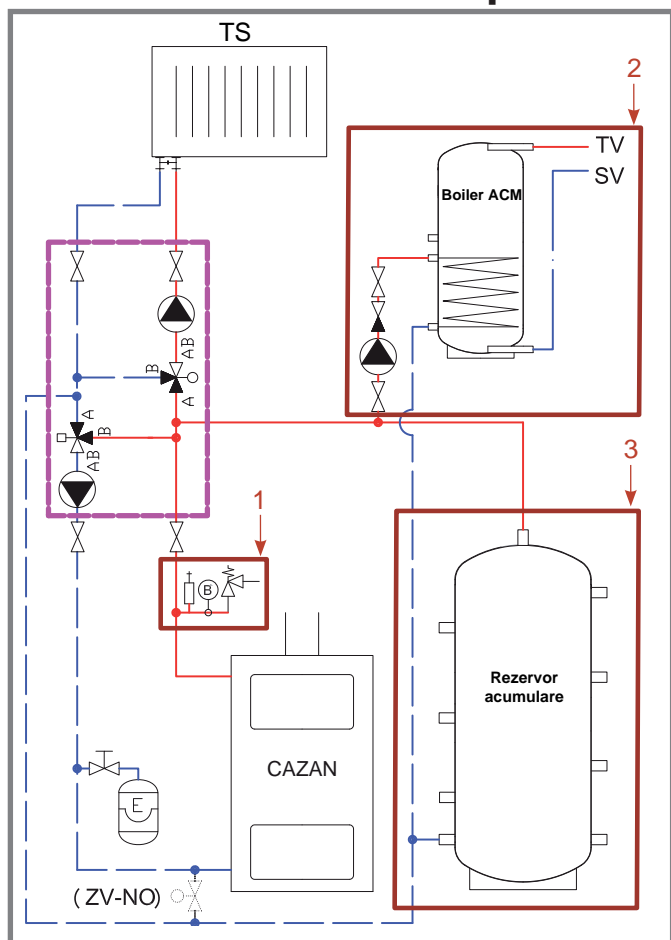 TS
2
TV
SV
Boiler ACM
AB
B
A
A
B
AB
3
1
B
Rezervor
acumulare
CAZAN
E
( ZV-NO)